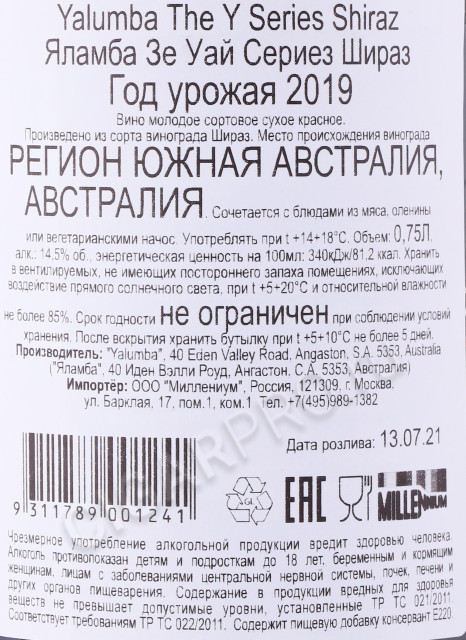 Yalumba The Y Series Shiraz
Яламба Зе Уай Сериез Шираз
Год урожая 2019
Вино молодое сортовое сухое красное.
Произведено из сорта винограда Шираз. Место происхождения винограда
РЕГИОН ЮЖНАЯ АВСТРАЛИЯ,
АВСТРАЛИЯ. Сочетается с блюдами из мяса, оленины
или вегетарианскими начос. Употреблять при t +14+18°C. Объем: 0,75Л,
алк.: 14,5% об., энергетическая ценность на 100мл: 340кДж/81.2 ккал. Хранить
в вентилируемых, не имеющих постороннего запаха помещениях, исключающих
воздействие прямых солнечного света, при t +5+20°C и относительной влажности
не более 85%. Срок годности не ограничен при соблюдении условий
хранения. После вскрытия хранить бутылку при t +5+10°C не более 5 дней.
Производитель: "Yalumba", 40 Eden Valley Road, Angaston, S.A. 5353, Australia
("Яламба", 40 Иден Вэлли Роуд, Ангастон, С.А. 5353, Австралия)
Импортёр: ООО "Миллениум", Россия, 121309, г. Москва,
ул. Барклая, 17, пом.1, ком.1 Тел.: +7(495)989-1382
Дата розлива: 13.07.21
9 311789 001241
GL
EAC
MILLENNIUM
Чрезмерное употребление алкогольной продукции вредит здоровью человека.
Алкоголь противопоказан детям и подросткам до 18 лет, беременным и кормящим
женщинам, лицам с заболеваниями центральной нервной системы, почек, печени и
других органов пищеварения. Содержание в продукции вредных для здоровья
веществ не превышает допустимые уровни, установленные ТР ТС 021/2011.
Соответствует требованиям ТР ТС 022/2011. Содержит пищевую добавку консервант Е220.